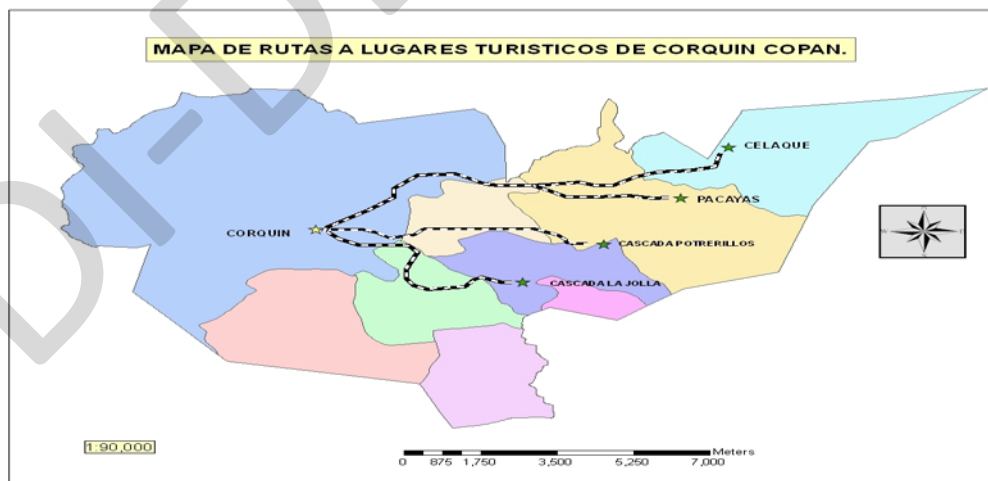 MAPA DE RUTAS A LUGARES TURISTICOS DE CORQUIN COPAN.
CELAQUE
PACAYAS
CORQUIN
CASCADA POTRERILLOS
CASCADA LA JOLLA
1:90,000
Meters
0 875 1,750 3,500 5,250 7,000